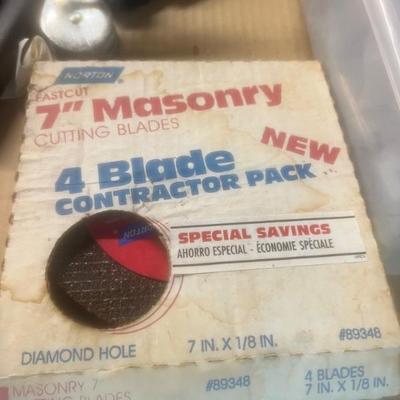 NORTON
FASTCUT
7" Masonry
CUTTING BLADES
NEW
4 Blade
CONTRACTOR PACK
NORTON
SPECIAL SAVINGS
AHORRO ESPECIAL - ÉCONOMIE SPÉCIALE
DIAMOND HOLE 7 IN. X 1/8 IN. #89348
MASONRY 7 #89348 4 BLADES
BLADES 7 IN. X 1/8 IN.